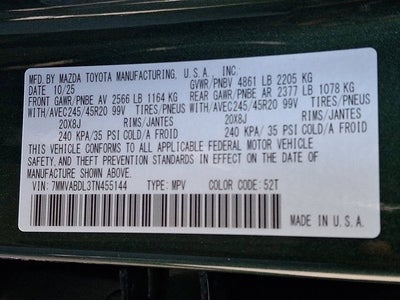 MFD. BY MAZDA TOYOTA MANUFACTURING, U.S.A., INC.
DATE 10/25 GVWR/PNBV 4861 LB 2205 KG
FRONT GAWR/PNBE AV 2566 LB 1164 KG REAR GAWR/PNBE AR 2377 LB 1078 KG
WITH/AVEC 245/45R20 99V TIRES/PNEUS WITH/AVEC 245/45R20 99V TIRES/PNEUS
20X8J RIMS/JANTES 20X8J RIMS/JANTES
240 KPA/ 35 PSI COLD/A FROID 240 KPA/ 35 PSI COLD/A FROID
THIS VEHICLE CONFORMS TO ALL APPLICABLE FEDERAL MOTOR VEHICLE
SAFETY, AND THEFT PREVENTION STANDARDS IN EFFECT ON THE DATE OF
MANUFACTURE SHOWN ABOVE.
VIN: 7MMVABDL3TN455144 TYPE: MPV COLOR CODE: 52T
MADE IN U.S.A.